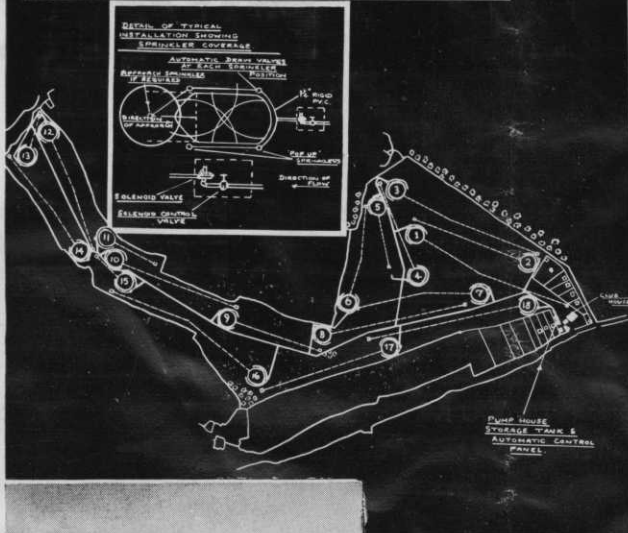 DETAIL OF TYPICAL
INSTALLATION SHOWING
SPRINKLER COVERAGE
AUTOMATIC DRAIN VALVES
AT EACH SPRINKLER
POSITION
APPROACH SPRINKLER
IF REQUIRED
RIGID
P.V.C.
DIRECTION
OF APPROACH
"POP UP"
SPRINKLERS
SOLENOID VALVE
DIRECTION OF
FLOW
SOLENOID CONTROL
VALVE
12
13
3
5
11
1
14
10
2
15
4
6
7
18
CLUB
HOUSE
9
8
17
16
PUMP HOUSE
STORAGE TANK &
AUTOMATIC CONTROL
PANEL.